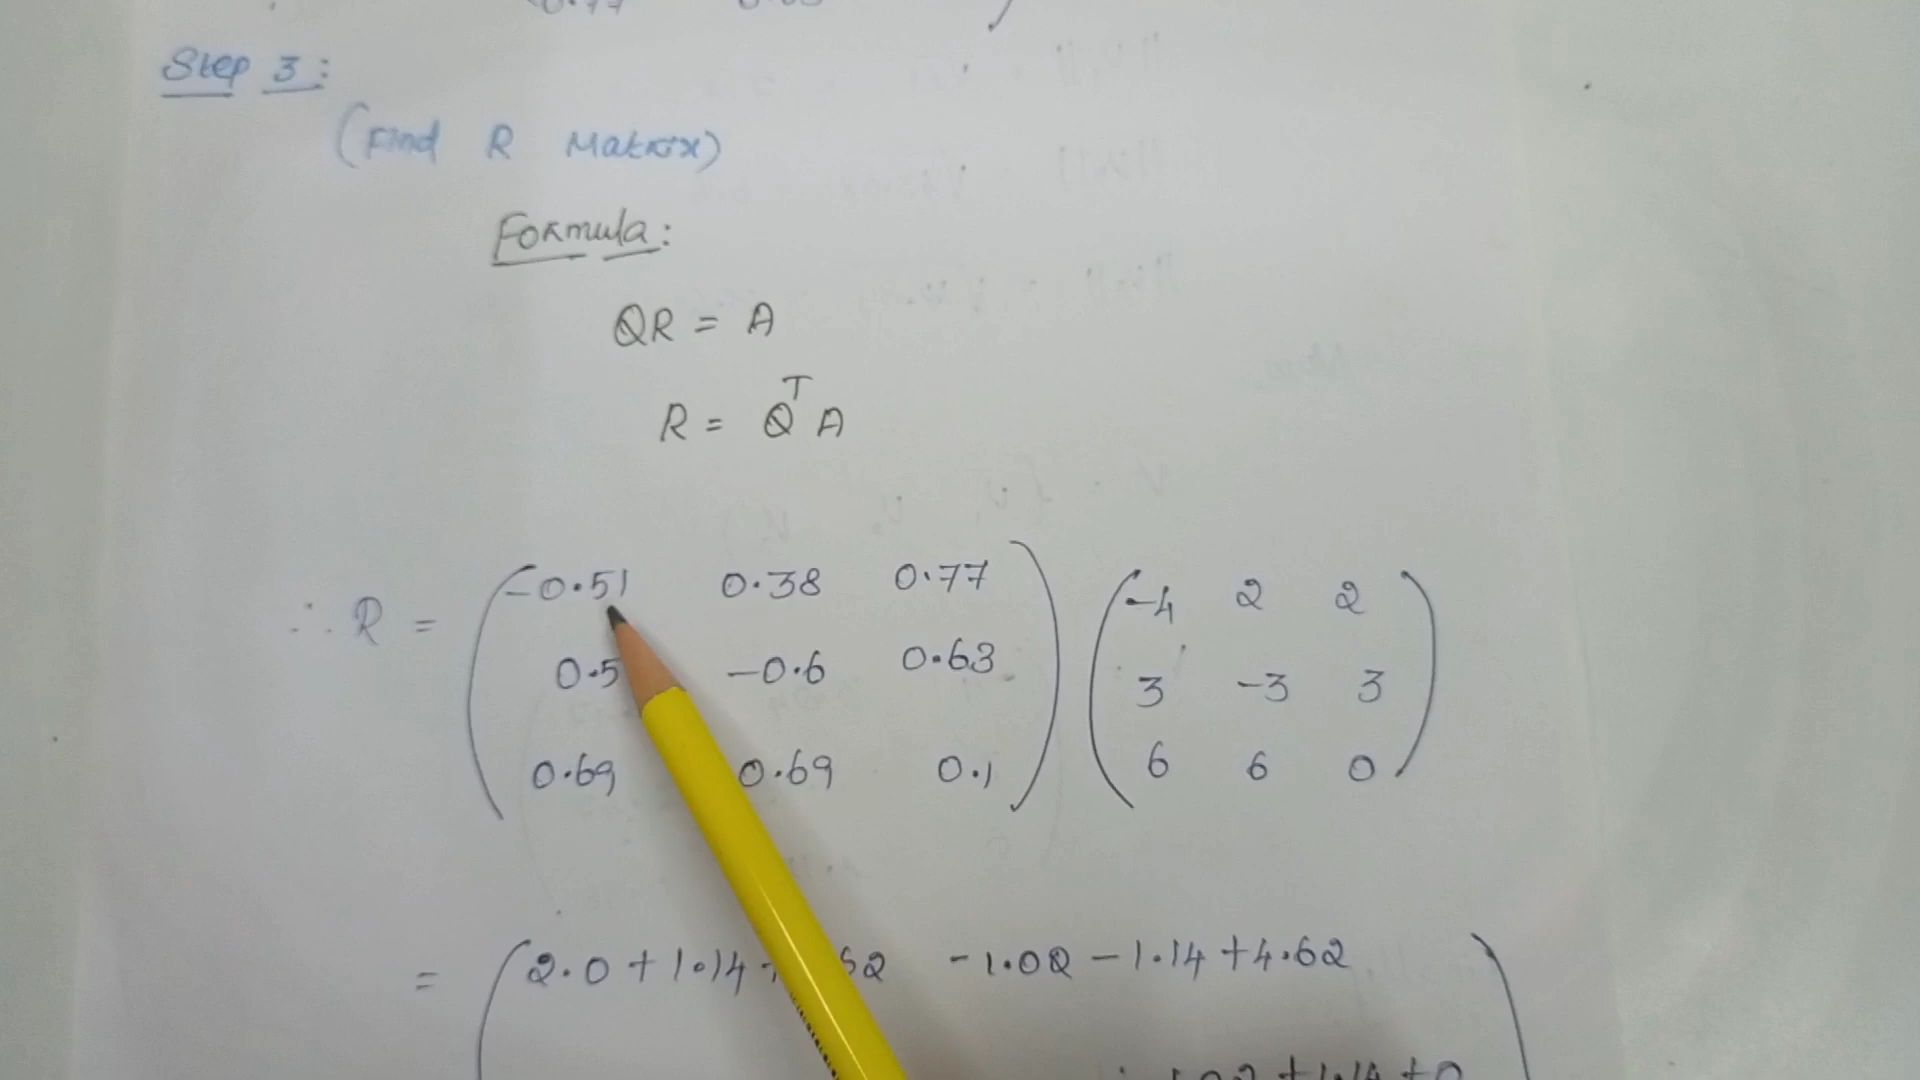 Step 3:
(Find R Matrix)
Formula:
QR = A
R = Qᵀ A
∴ R = (-0.51 0.38 0.77) (-4 2 2)
0.5 -0.6 0.63 3 -3 3
0.69 0.69 0.1 6 6 0
= (2.0 + 1.14 + 62 -1.02 - 1.14 + 4.62)